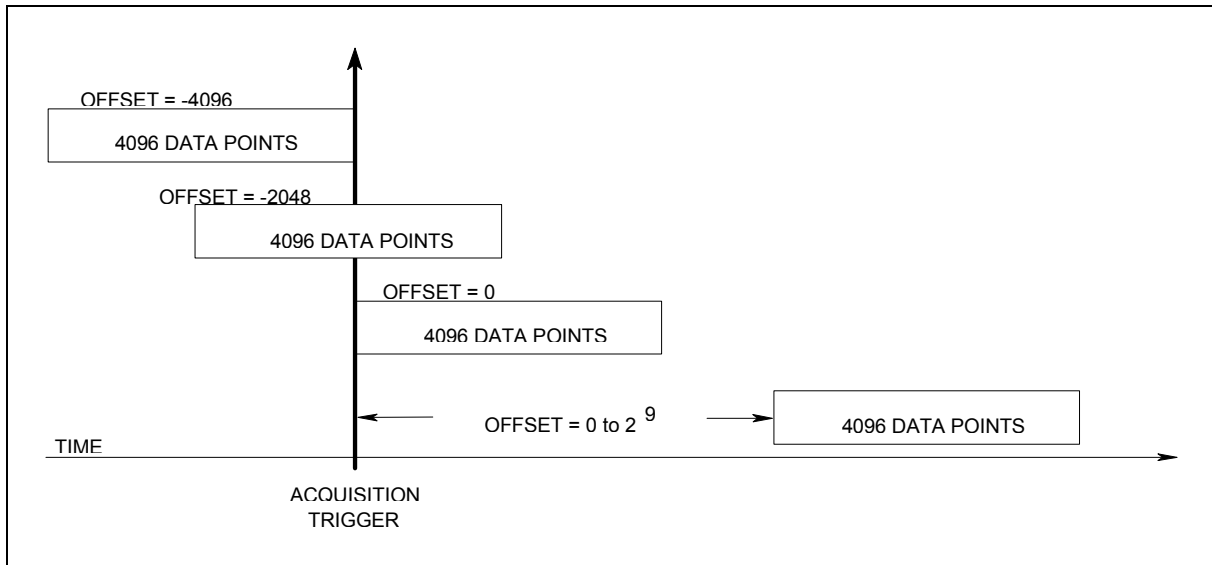 OFFSET = -4096
4096 DATA POINTS
OFFSET = -2048
4096 DATA POINTS
OFFSET = 0
4096 DATA POINTS
OFFSET = 0 to 2 9
4096 DATA POINTS
TIME
ACQUISITION
TRIGGER